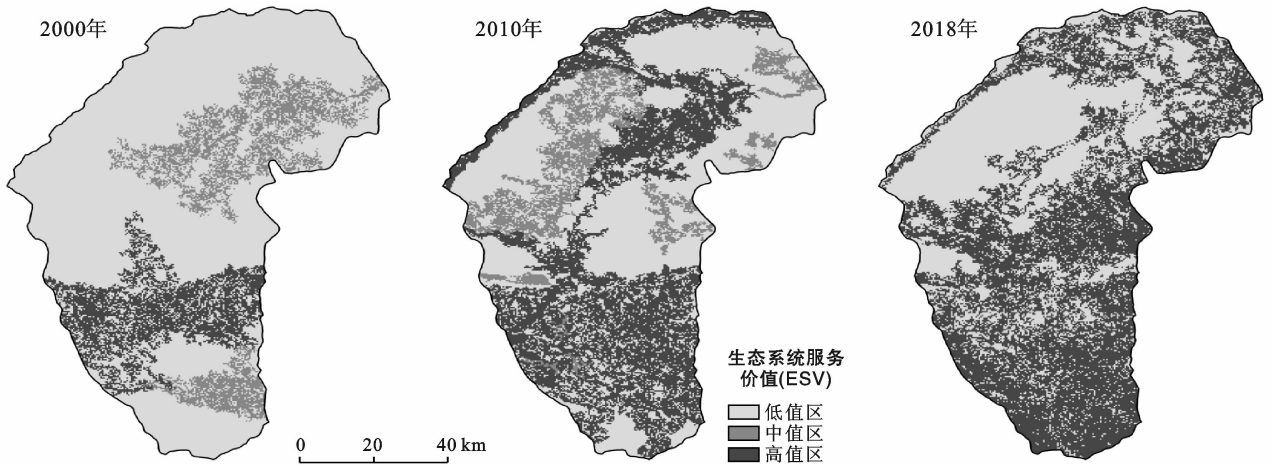 2000年
2010年
2018年
生态系统服务
价值(ESV)
低值区
中值区
高值区
0 20 40 km